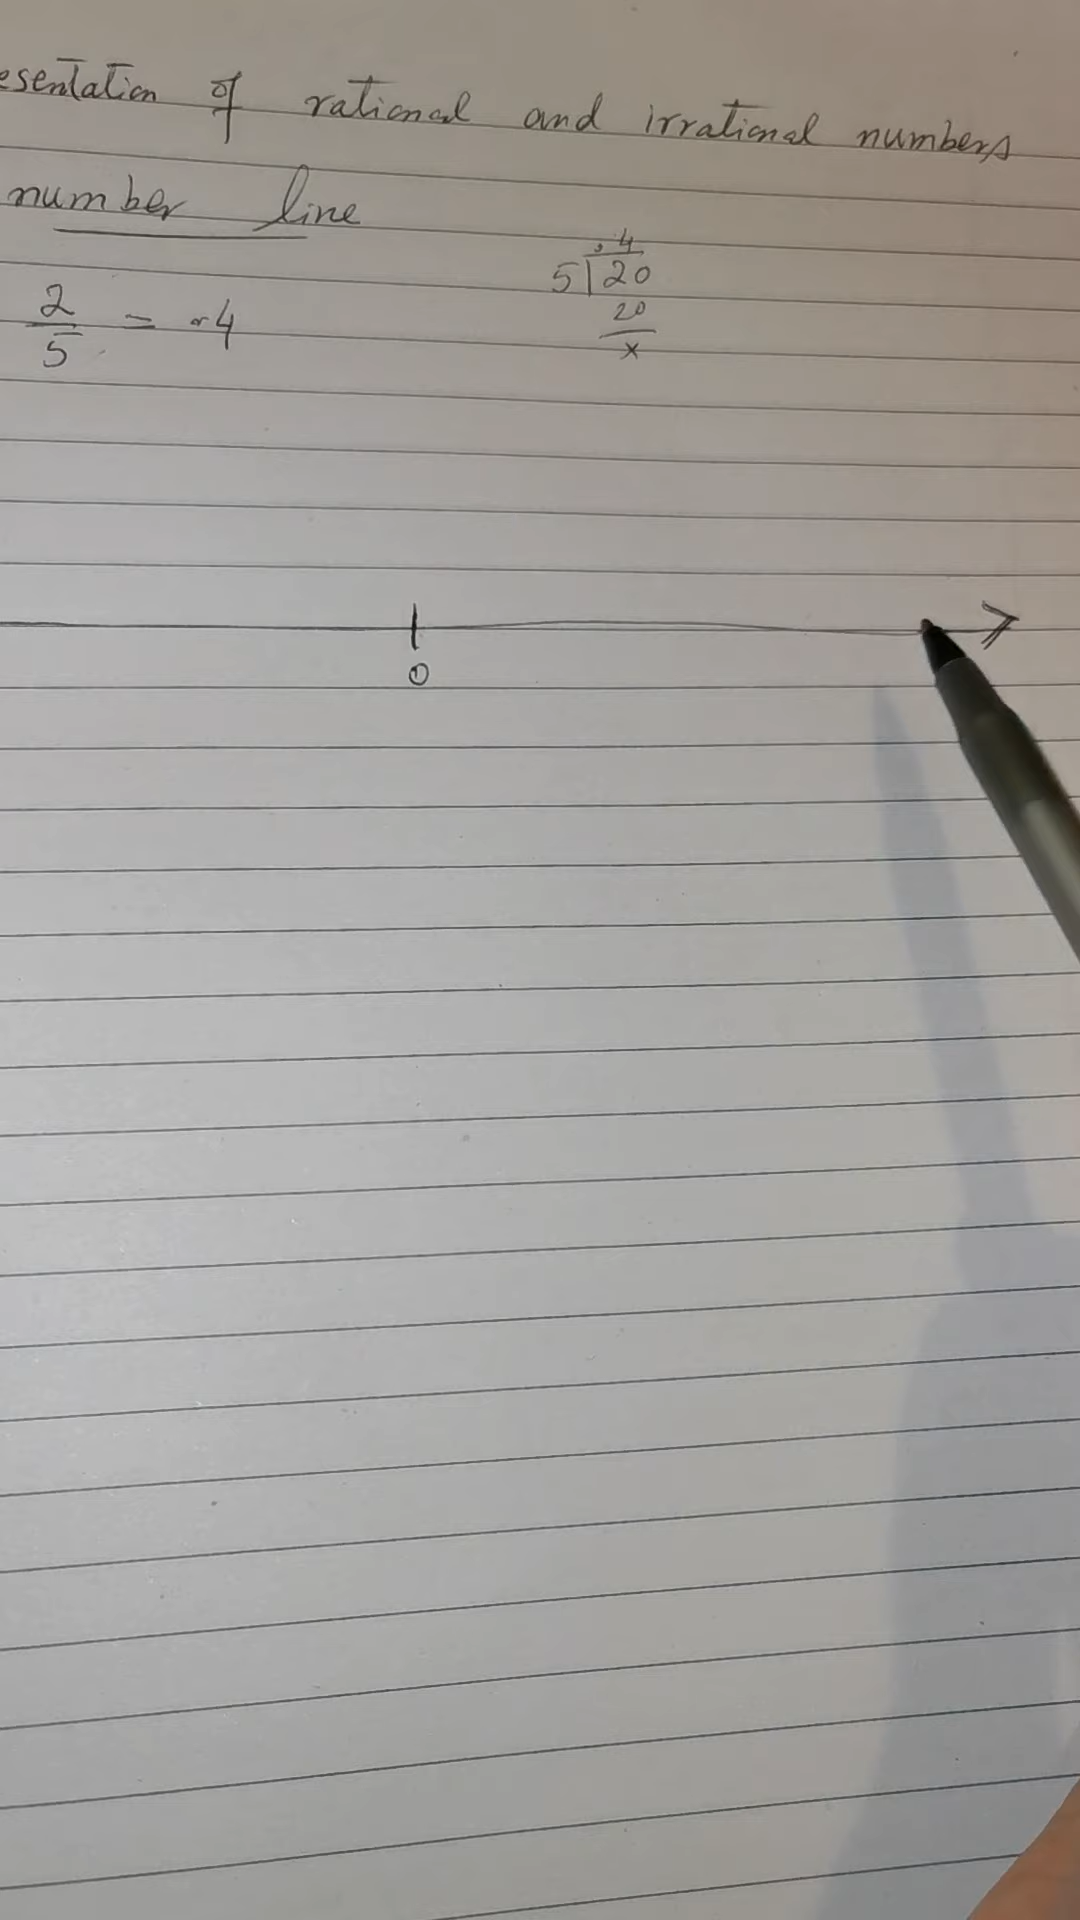 esentation of rational and irrational numbers
number line
.4
5 20
2/5 = .4
20
x
0